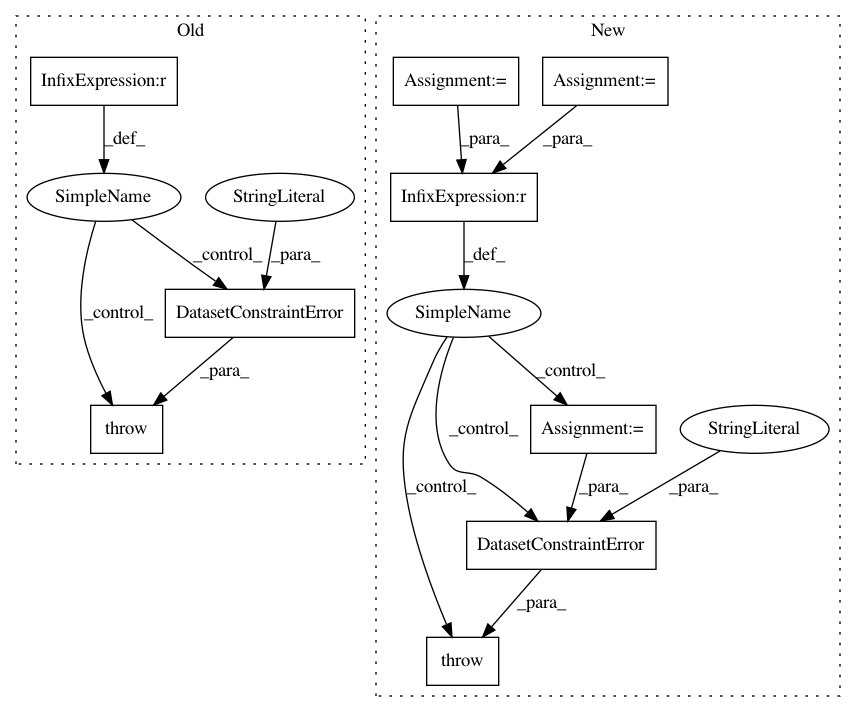 Old
New
InfixExpression:r
Assignment:=
Assignment:=
_def_
_para_
_para_
SimpleName
StringLiteral
InfixExpression:r
_control_
_para_
_def_
_control_
DatasetConstraintError
SimpleName
_para_
_control_
throw
_control_
Assignment:=
StringLiteral
_control_
_para_
_para_
DatasetConstraintError
_para_
throw